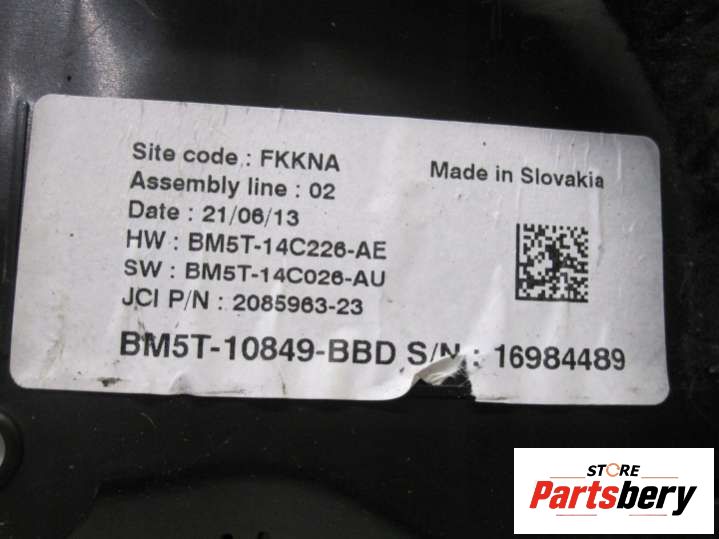 Site code : FKKNA
Made in Slovakia
Assembly line : 02
Date : 21/06/13
HW : BM5T-14C226-AE
SW : BM5T-14C026-AU
JCI P/N : 2085963-23
BM5T-10849-BBD S/N : 16984489
STORE
Partsbery